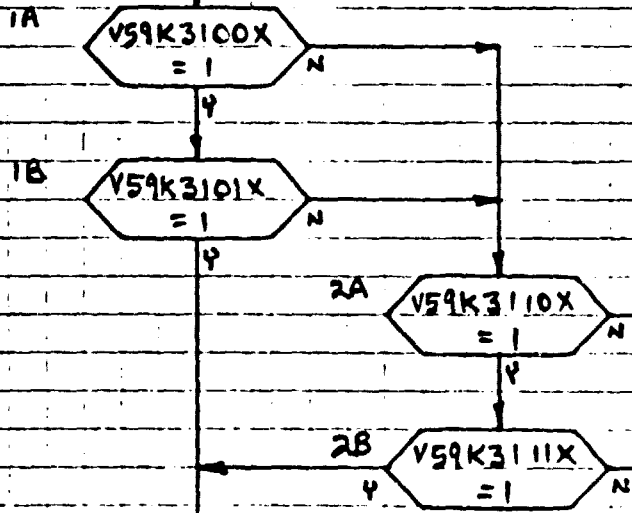 1A
V59K3100X
= 1
N
Y
1B
V59K3101X
= 1
N
Y
2A
V59K3110X
= 1
N
Y
2B
V59K3111X
= 1
Y
N